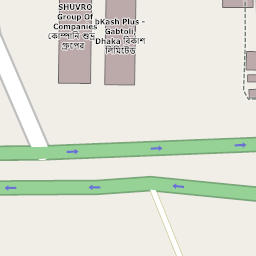 SHUVRO
Group Of
Companies
কোম্পানি শুভ্র
গ্রুপের
bKash Plus -
Gabtoli,
Dhaka বিকাশ
লিমিটেড